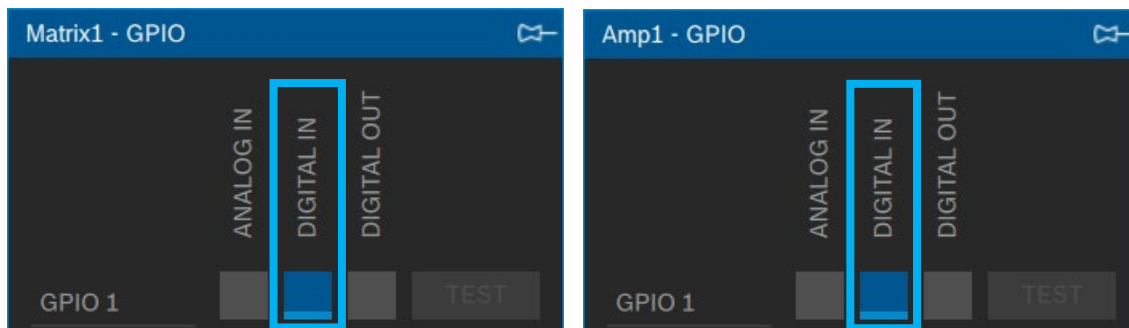 Matrix1 - GPIO
ANALOG IN
DIGITAL IN
DIGITAL OUT
GPIO 1
TEST
Amp1 - GPIO
ANALOG IN
DIGITAL IN
DIGITAL OUT
GPIO 1
TEST